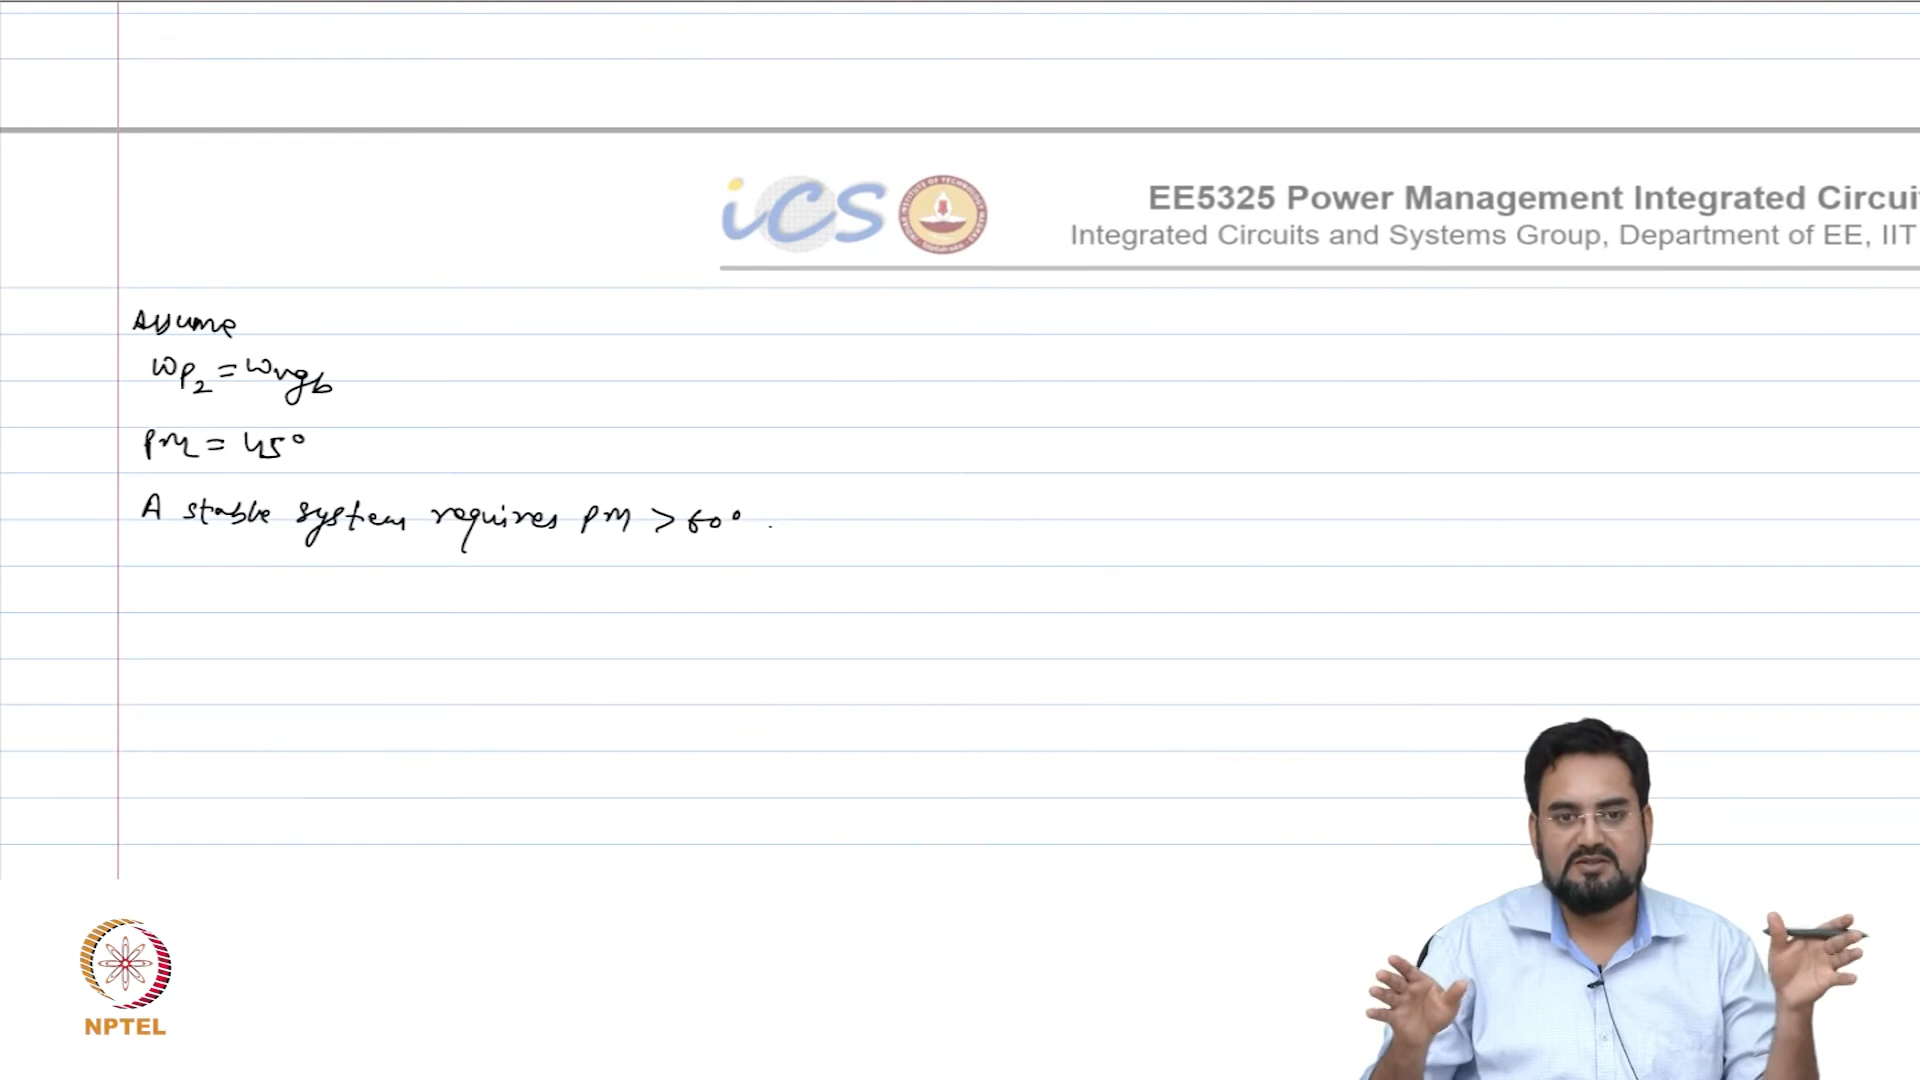 iCS
EE5325 Power Management Integrated Circui
Integrated Circuits and Systems Group, Department of EE, IIT
Assume
ωp2 = ωugb
PM = 45°
A stable system requires PM > 60°.
NPTEL